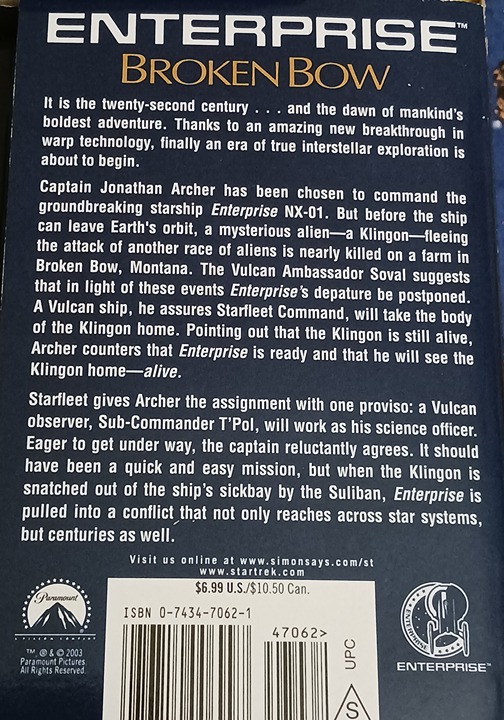 ENTERPRISE™
BROKEN BOW
It is the twenty-second century . . . and the dawn of mankind's
boldest adventure. Thanks to an amazing new breakthrough in
warp technology, finally an era of true interstellar exploration is
about to begin.
Captain Jonathan Archer has been chosen to command the
groundbreaking starship Enterprise NX-01. But before the ship
can leave Earth's orbit, a mysterious alien—a Klingon—fleeing
the attack of another race of aliens is nearly killed on a farm in
Broken Bow, Montana. The Vulcan Ambassador Soval suggests
that in light of these events Enterprise's depature be postponed.
A Vulcan ship, he assures Starfleet Command, will take the body
of the Klingon home. Pointing out that the Klingon is still alive,
Archer counters that Enterprise is ready and that he will see the
Klingon home—alive.
Starfleet gives Archer the assignment with one proviso: a Vulcan
observer, Sub-Commander T'Pol, will work as his science officer.
Eager to get under way, the captain reluctantly agrees. It should
have been a quick and easy mission, but when the Klingon is
snatched out of the ship's sickbay by the Suliban, Enterprise is
pulled into a conflict that not only reaches across star systems,
but centuries as well.
Visit us online at www.simonsays.com/st
www.startrek.com
$6.99 U.S./$10.50 Can.
ISBN 0-7434-7062-1
47062>
UPC
S
Paramount
TM, ® & © 2003
Paramount Pictures.
All Rights Reserved.
ENTERPRISE™